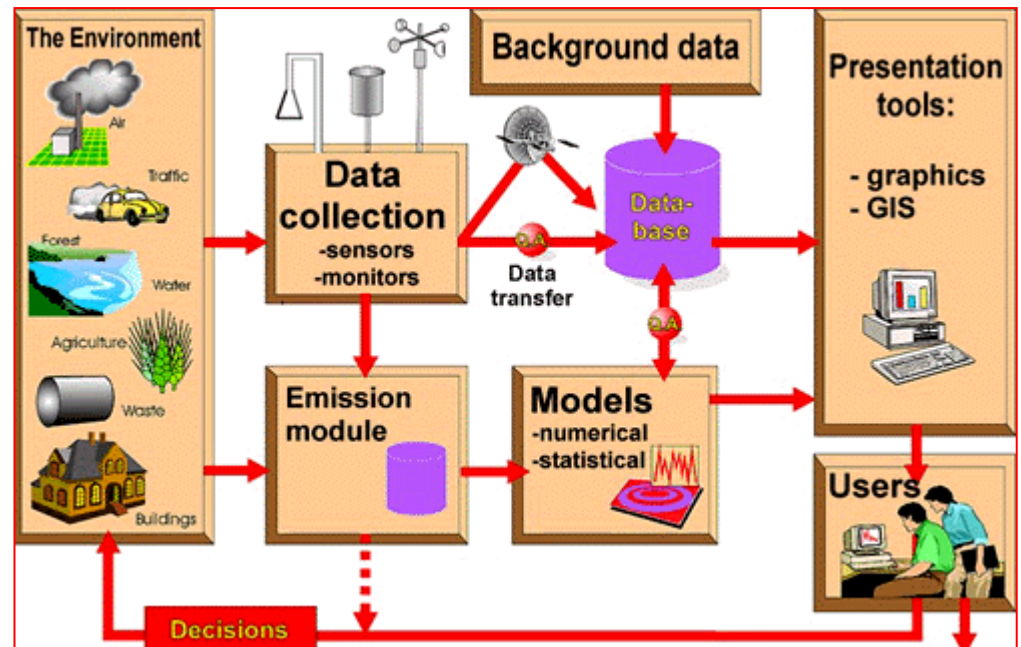 The Environment
Air
Traffic
Forest
Water
Agriculture
Waste
Buildings
Data
collection
-sensors
-monitors
Background data
Data-
base
Q.A
Data
transfer
Q.A
Emission
module
Models
-numerical
-statistical
Presentation
tools:
- graphics
- GIS
Users
Decisions